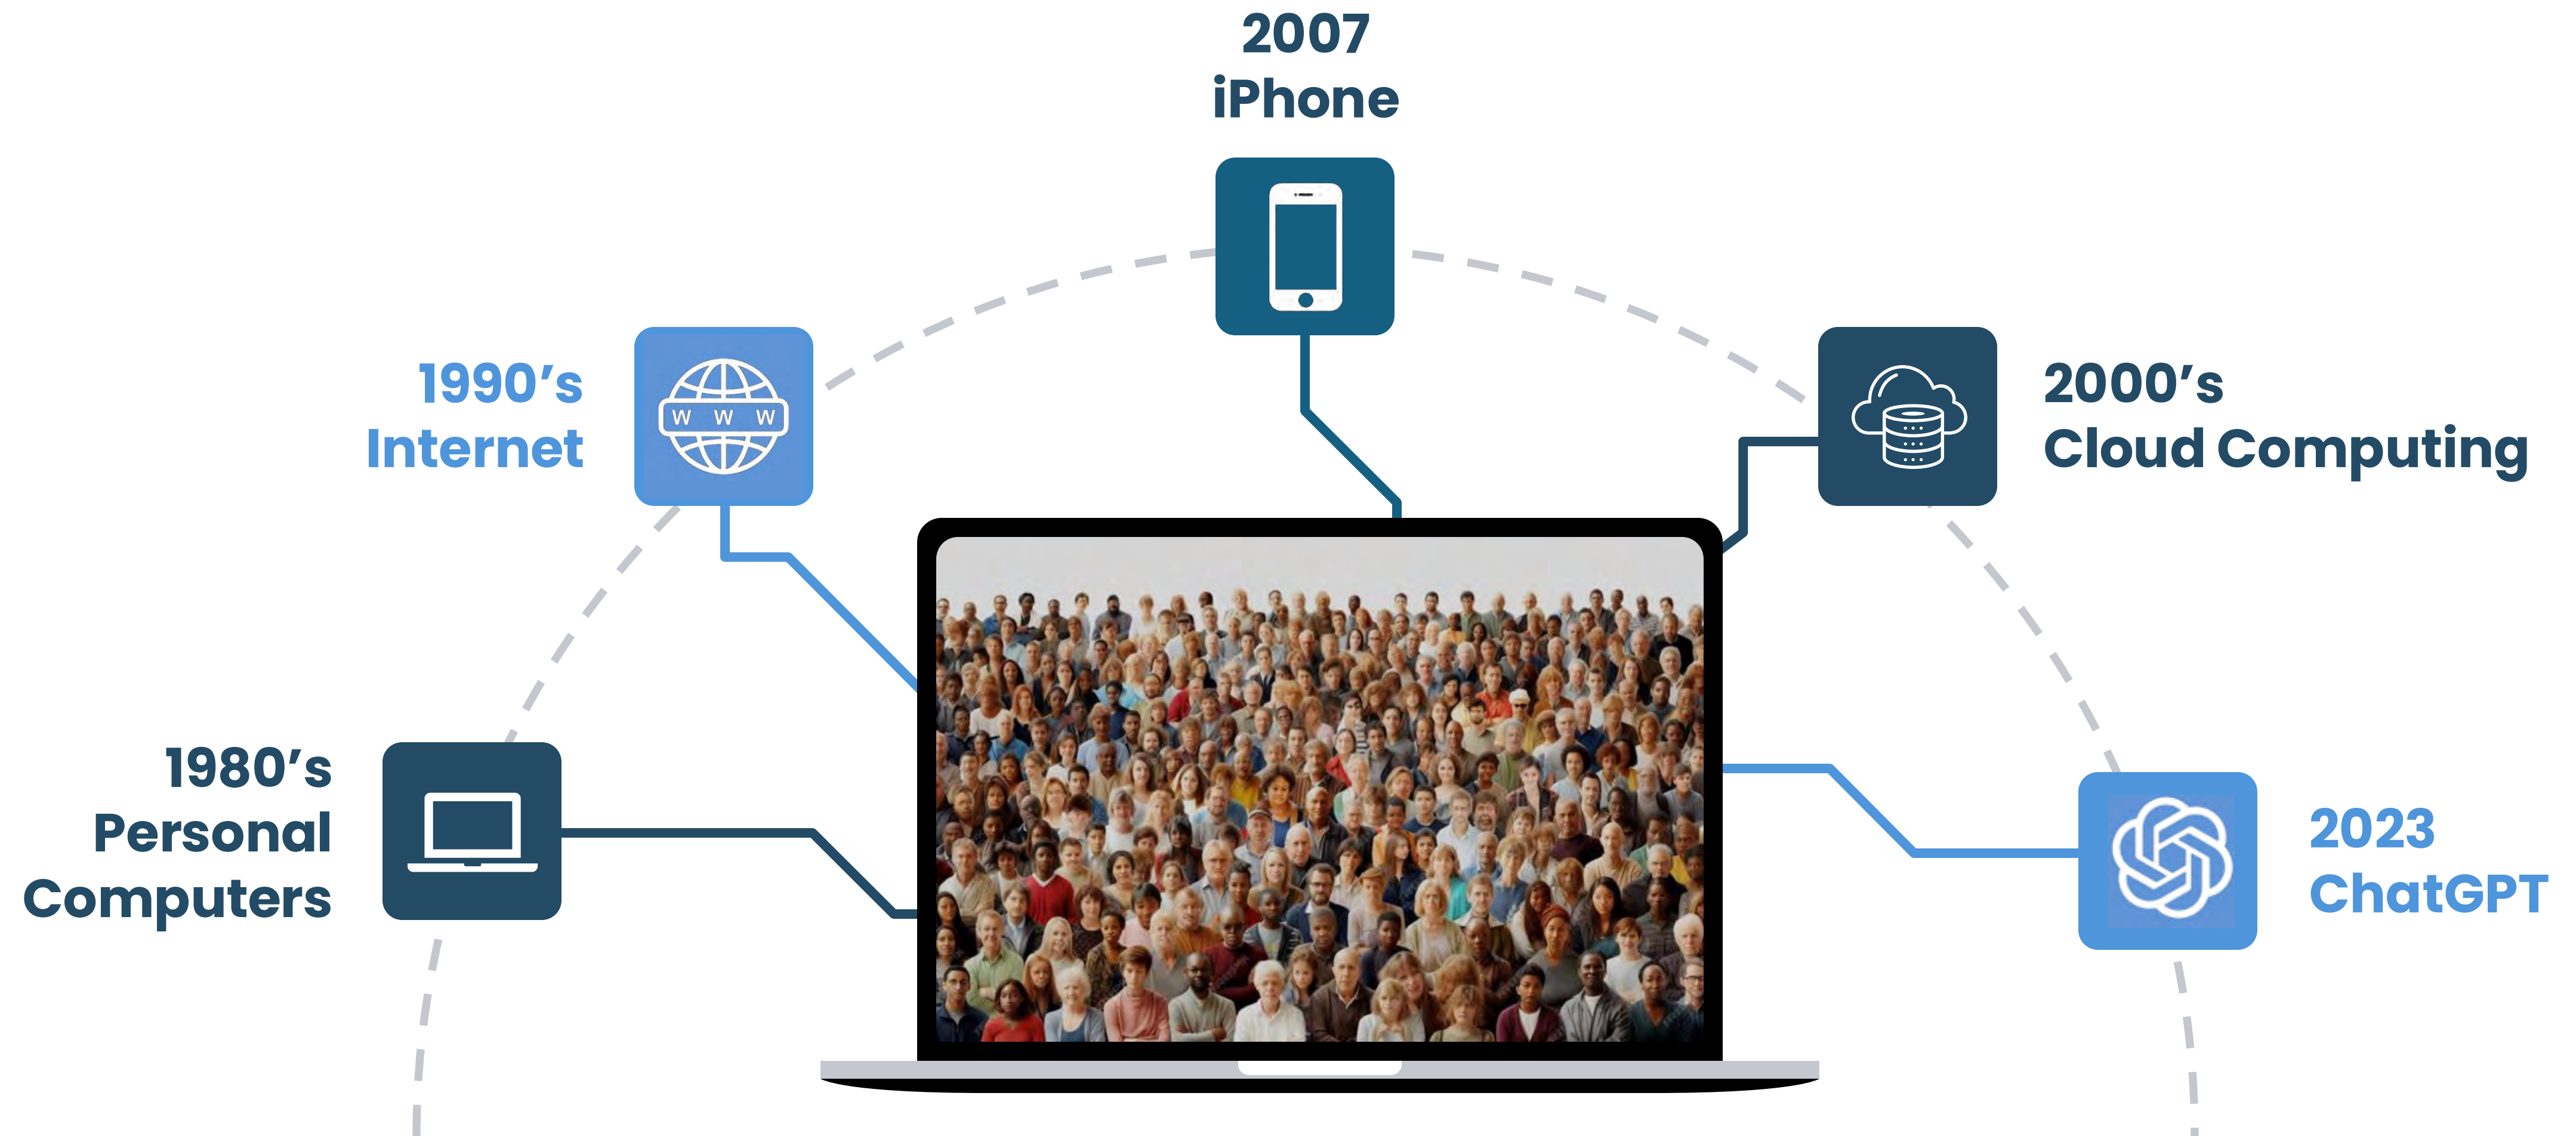 2007
iPhone
1990’s
Internet
W W W
2000’s
Cloud Computing
1980’s
Personal
Computers
2023
ChatGPT